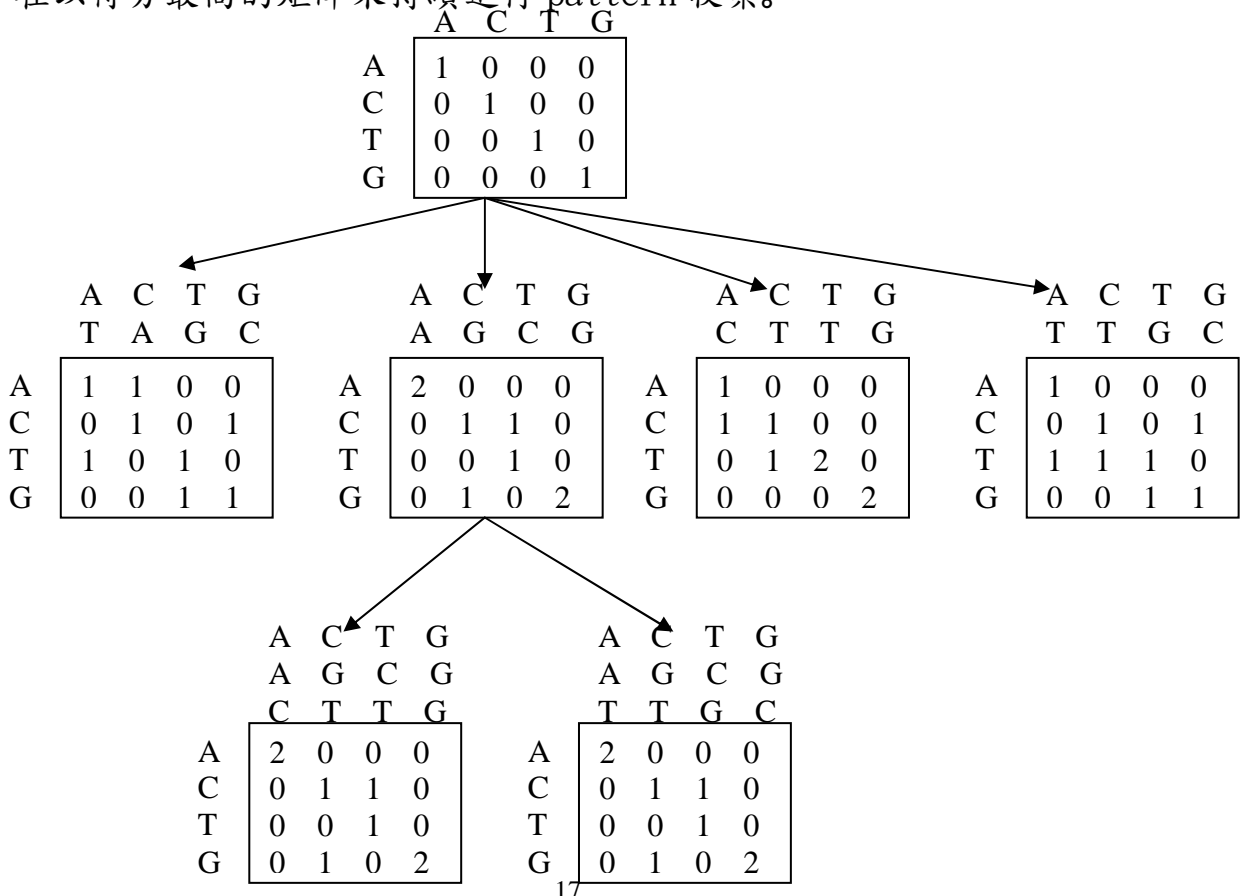 以得分最高的矩陣來持續進行 pattern 收集。
A C T G
A 1 0 0 0
C 0 1 0 0
T 0 0 1 0
G 0 0 0 1
A C T G
T A G C
A 1 1 0 0
C 0 1 0 1
T 1 0 1 0
G 0 0 1 1
A C T G
A G C G
A 2 0 0 0
C 0 1 1 0
T 0 0 1 0
G 0 1 0 2
A C T G
C T T G
A 1 0 0 0
C 1 1 0 0
T 0 1 2 0
G 0 0 0 2
A C T G
T T G C
A 1 0 0 0
C 0 1 0 1
T 1 1 1 0
G 0 0 1 1
A C T G
A G C G
C T T G
A 2 0 0 0
C 0 1 1 0
T 0 0 1 0
G 0 1 0 2
A C T G
A G C G
T T G C
A 2 0 0 0
C 0 1 1 0
T 0 0 1 0
G 0 1 0 2
17